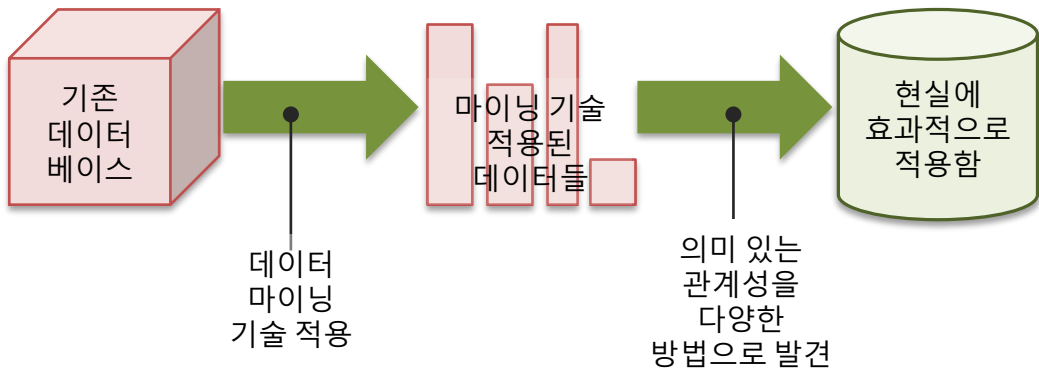 기존
데이터
베이스
마이닝 기술
적용된
데이터들
현실에
효과적으로
적용함
데이터
마이닝
기술 적용
의미 있는
관계성을
다양한
방법으로 발견